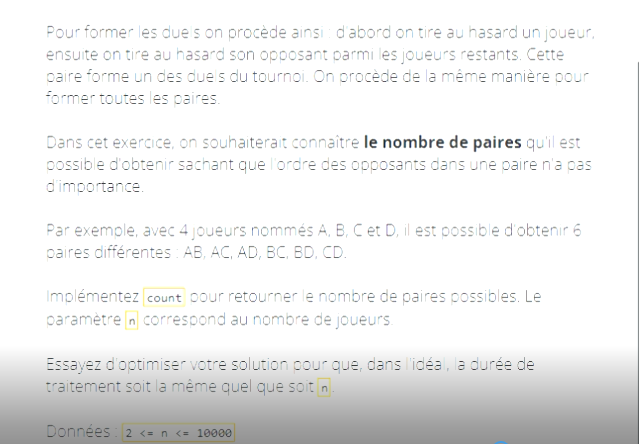 Pour former les duels on procède ainsi : d'abord on tire au hasard un joueur,
ensuite on tire au hasard son opposant parmi les joueurs restants. Cette
paire forme un des duels du tournoi. On procède de la même manière pour
former toutes les paires.
Dans cet exercice, on souhaiterait connaître le nombre de paires qu'il est
possible d'obtenir sachant que l'ordre des opposants dans une paire n'a pas
d'importance.
Par exemple, avec 4 joueurs nommés A, B, C et D, il est possible d'obtenir 6
paires différentes : AB, AC, AD, BC, BD, CD.
Implémentez count pour retourner le nombre de paires possibles. Le
paramètre n correspond au nombre de joueurs.
Essayez d'optimiser votre solution pour que, dans l'idéal, la durée de
traitement soit la même quel que soit n.
Données : 2 <= n <= 10000